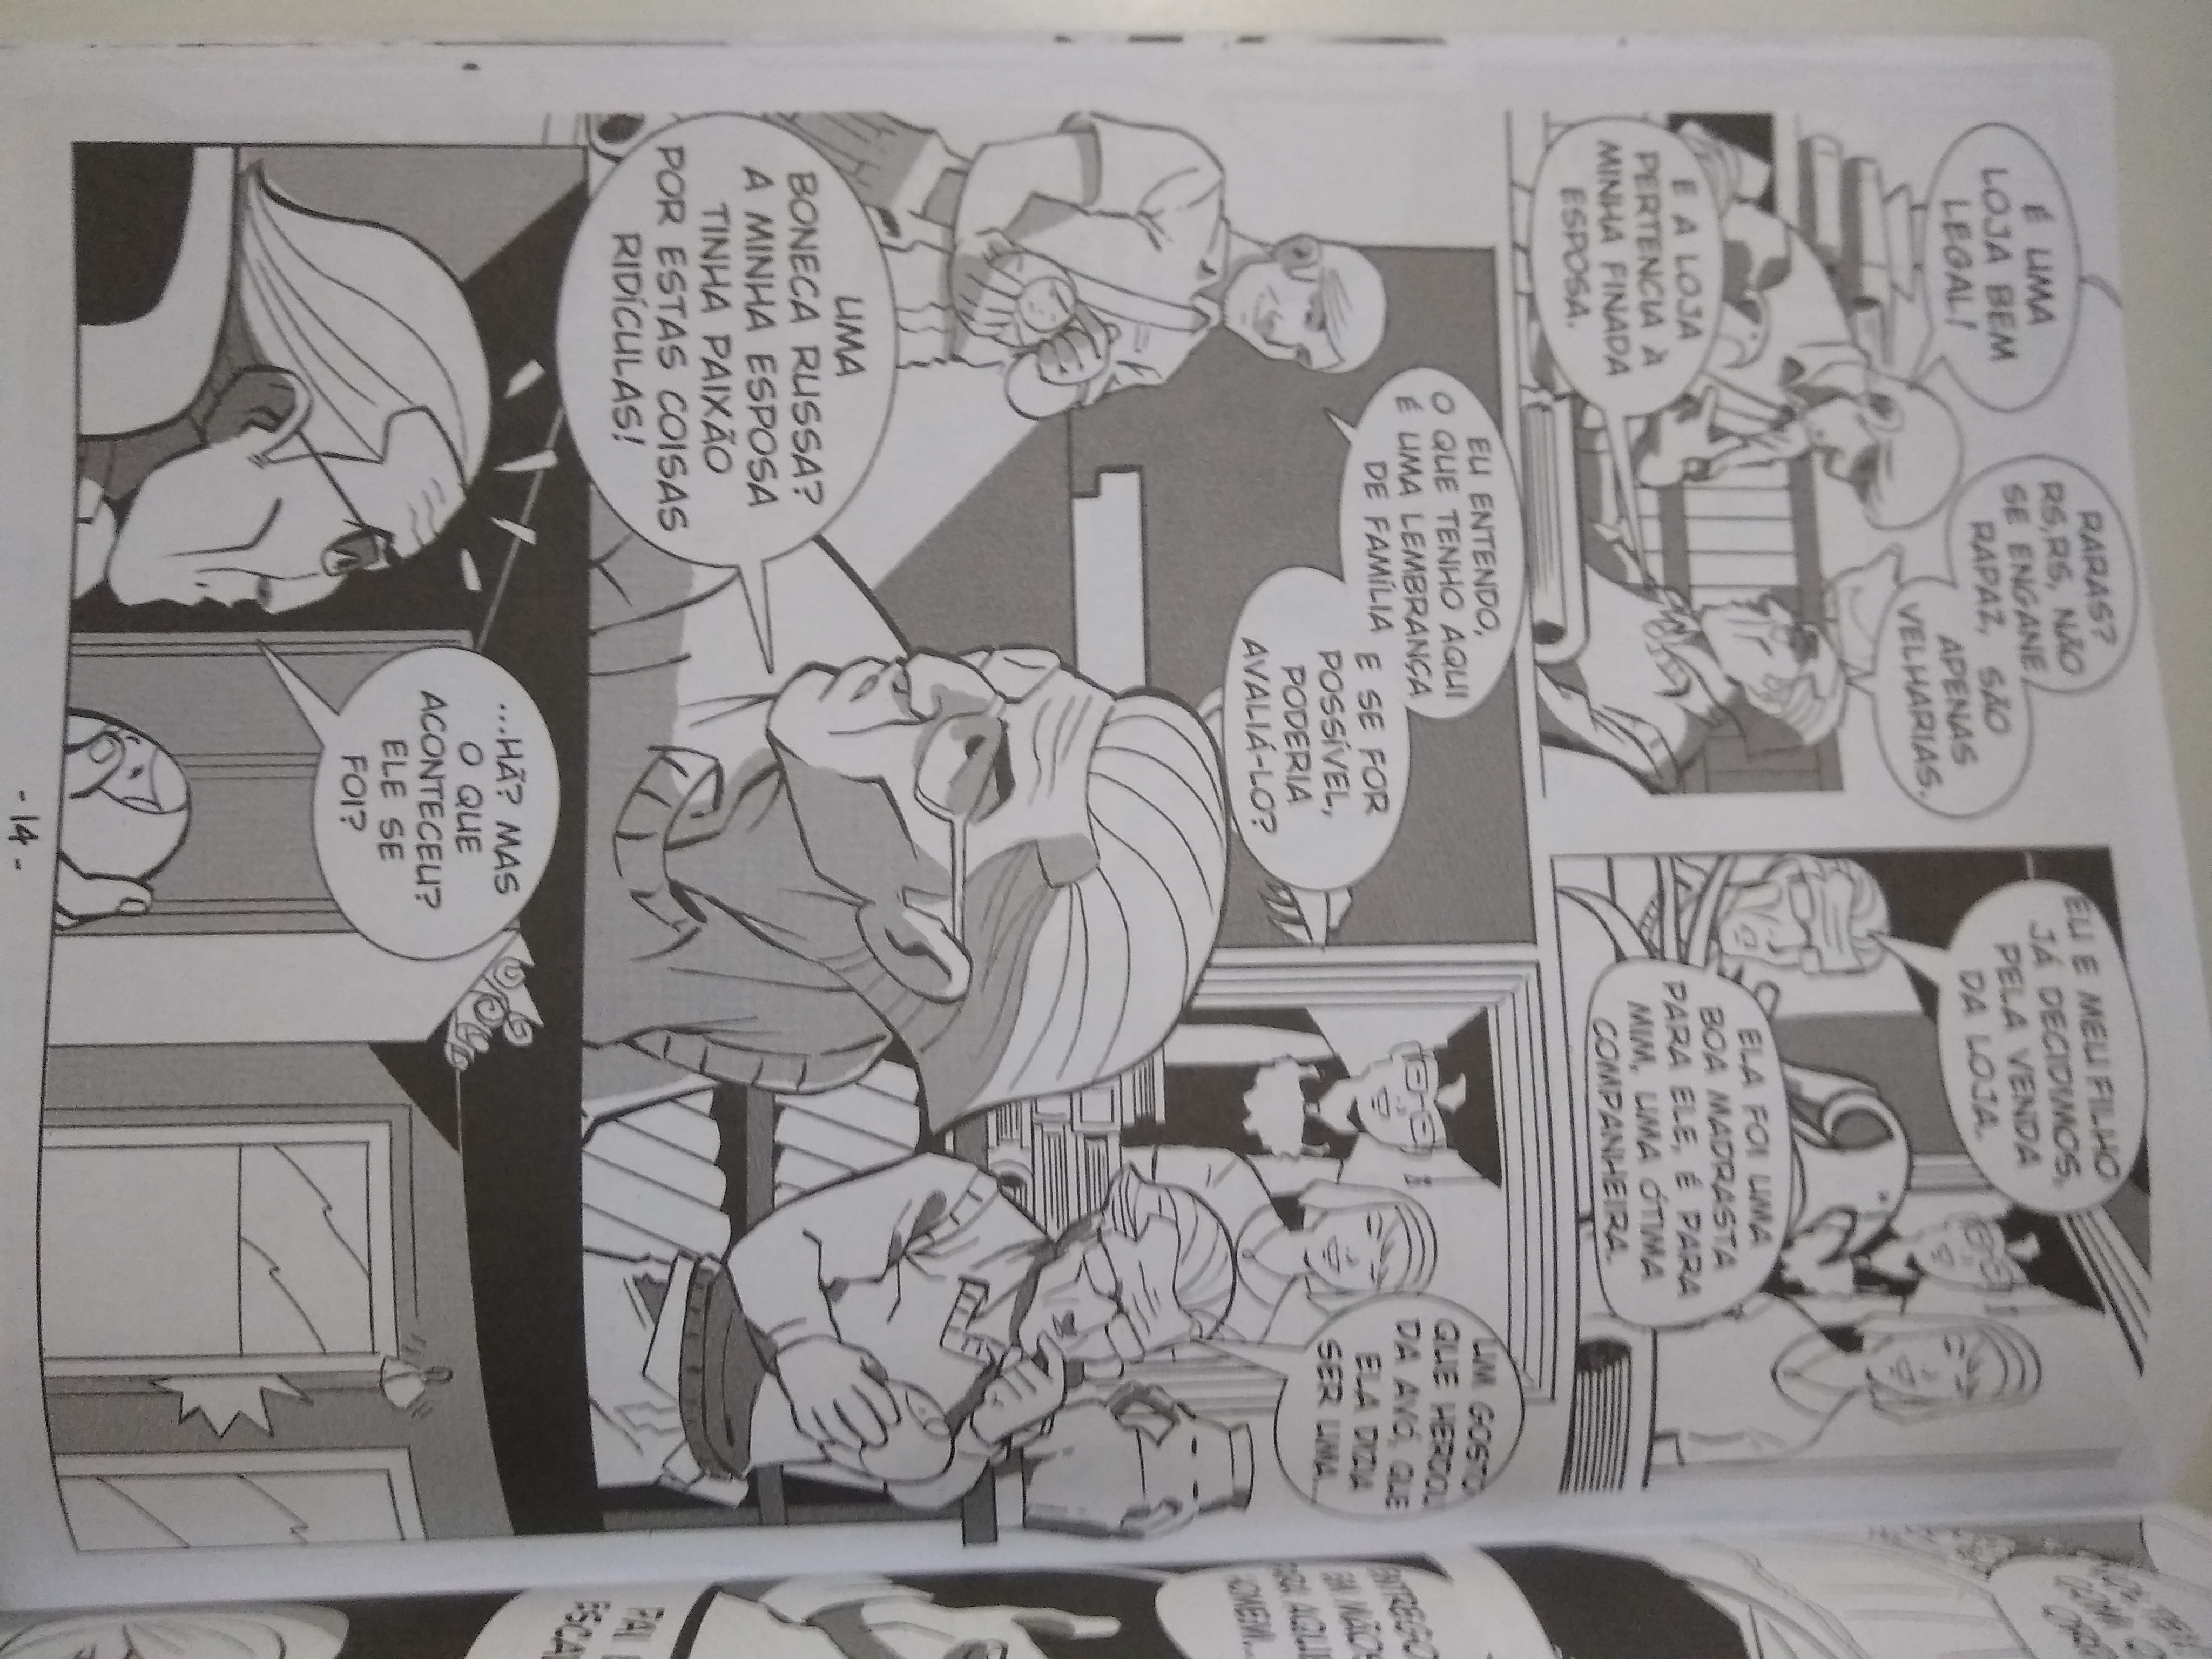 É UMA
LOJA BEM
LEGAL!
RARAS?
RS,RS, NÃO
SE ENGANE
RAPAZ, SÃO
APENAS
VELHARIAS.
E A LOJA
PERTENCIA À
MINHA FINADA
ESPOSA.
EU E MEU FILHO
JÁ DECIDIMOS,
PELA VENDA
DA LOJA.
ELA FOI UMA
BOA MADRASTA
PARA ELE, É PARA
MIM, UMA ÓTIMA
COMPANHEIRA.
EU ENTENDO,
O QUE TENHO AQUI
É UMA LEMBRANÇA
DE FAMÍLIA
E SE FOR
POSSÍVEL,
PODERIA
AVALIÁ-LO?
UMA
BONECA RUSSA?
A MINHA ESPOSA
TINHA PAIXÃO
POR ESTAS COISAS
RIDÍCULAS!
UM GOSTO
QUE HERDOU
DA AVÓ, QUE
ELA DIZIA
SER UMA...
...HÃ? MAS
O QUE
ACONTECEU?
ELE SE
FOI?
- 14 -
EM MÃOS
HOMEM...
PAI